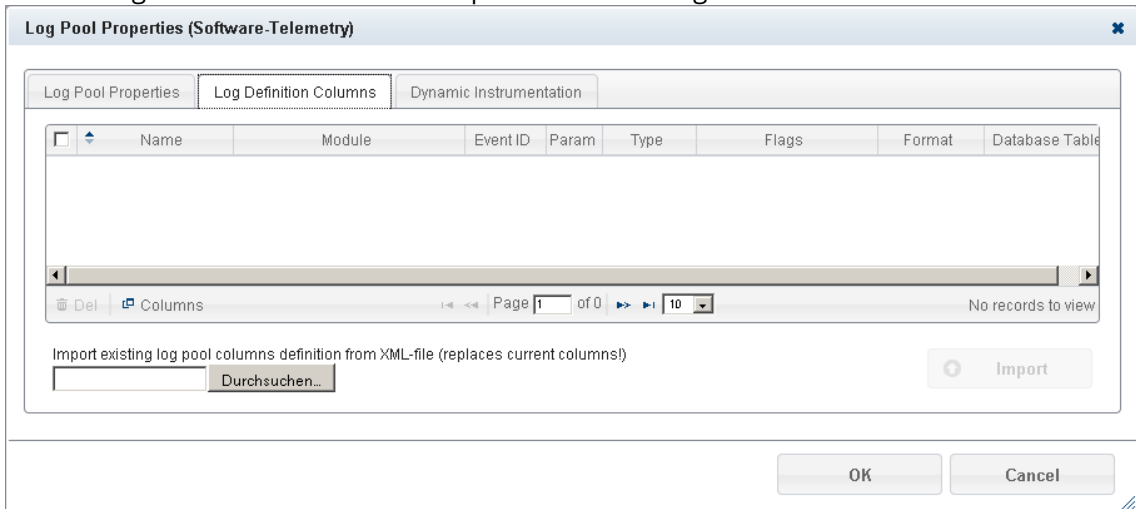 Log Pool Properties (Software-Telemetry)
Log Pool Properties Log Definition Columns Dynamic Instrumentation
Name Module Event ID Param Type Flags Format Database Table
Del Columns Page 1 of 0 10 No records to view
Import existing log pool columns definition from XML-file (replaces current columns!)
Durchsuchen... Import
OK Cancel